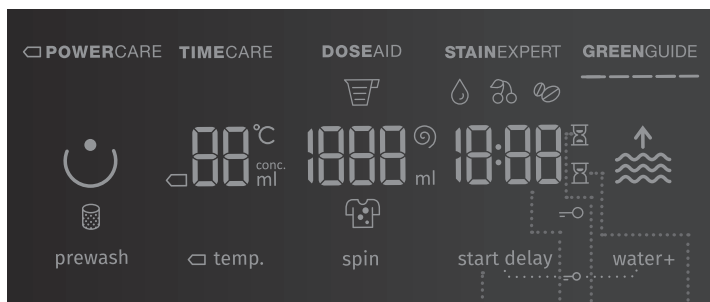 POWERCARE TIMECARE DOSEAID STAINEXPERT GREENGUIDE
88 °C 1888 18:88
conc.
ml ml
prewash temp. spin start delay water+